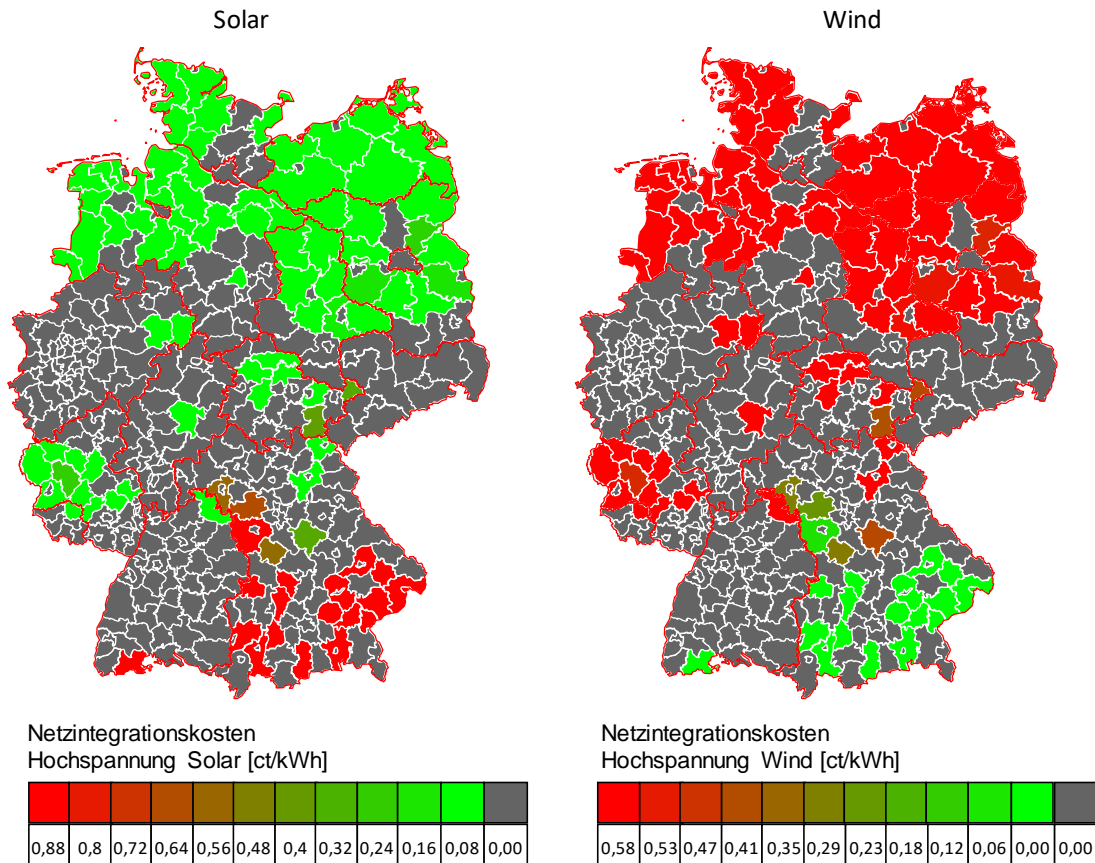 Solar
Wind
Netzintegrationskosten
Hochspannung Solar [ct/kWh]
0,88 0,8 0,72 0,64 0,56 0,48 0,4 0,32 0,24 0,16 0,08 0,00
Netzintegrationskosten
Hochspannung Wind [ct/kWh]
0,58 0,53 0,47 0,41 0,35 0,29 0,23 0,18 0,12 0,06 0,00 0,00